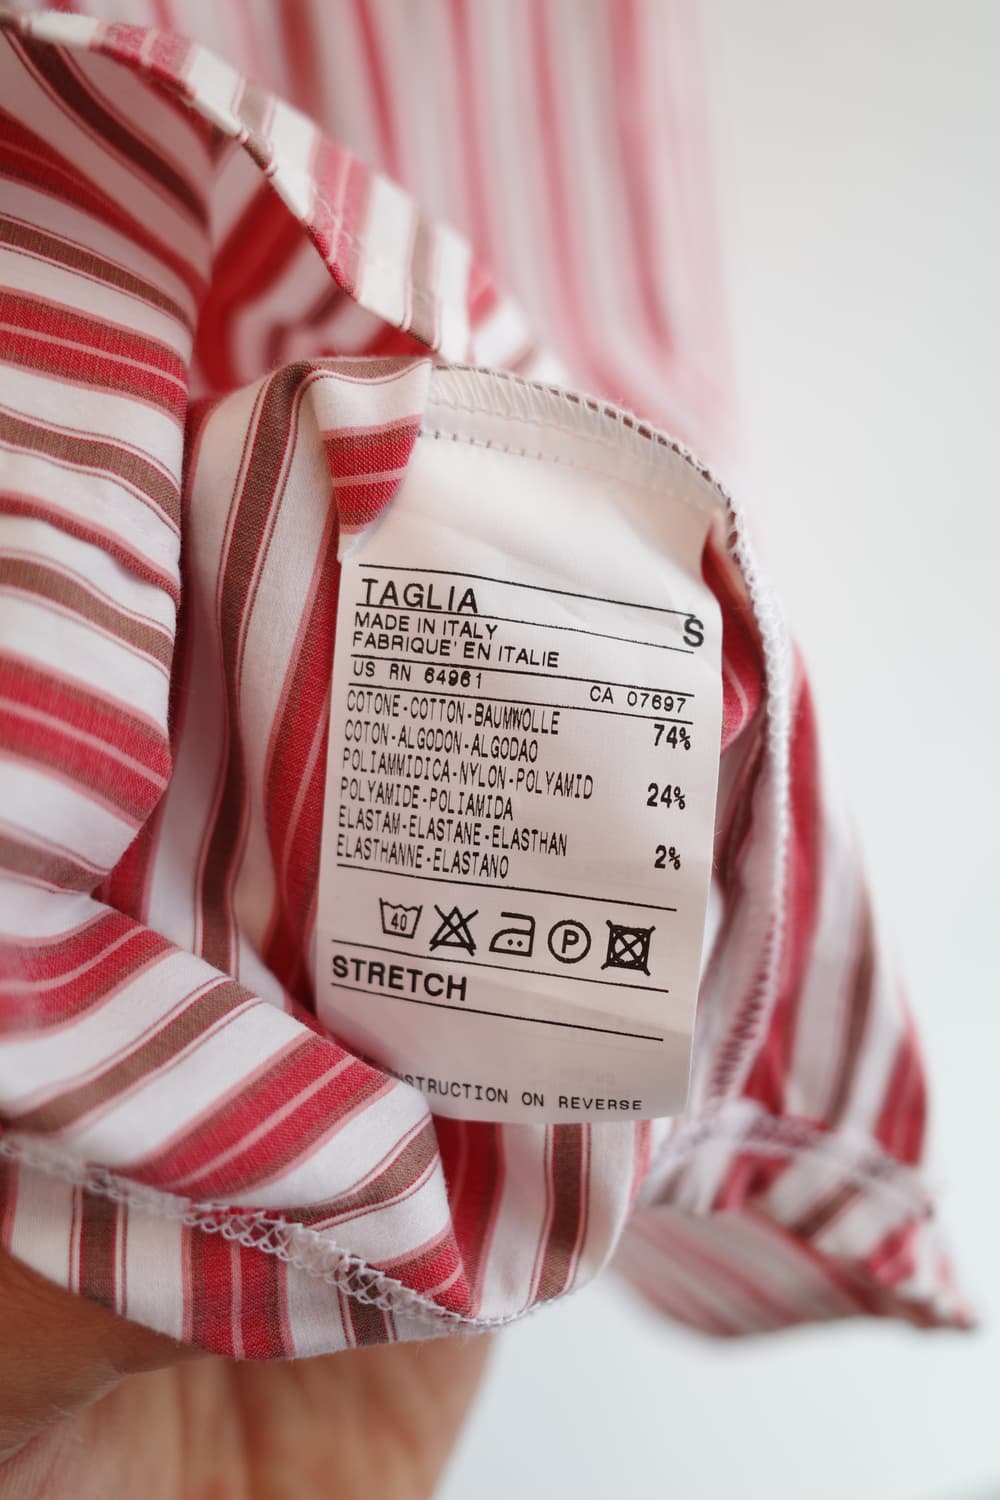 TAGLIA
S
MADE IN ITALY
FABRIQUE' EN ITALIE
US RN 64961 CA 07697
COTONE-COTTON-BAUMWOLLE
COTON-ALGODON-ALGODAO 74%
POLIAMMIDICA-NYLON-POLYAMID
POLYAMIDE-POLIAMIDA 24%
ELASTAM-ELASTANE-ELASTHAN
ELASTHANNE-ELASTANO 2%
40 P
STRETCH
ON REVERSE